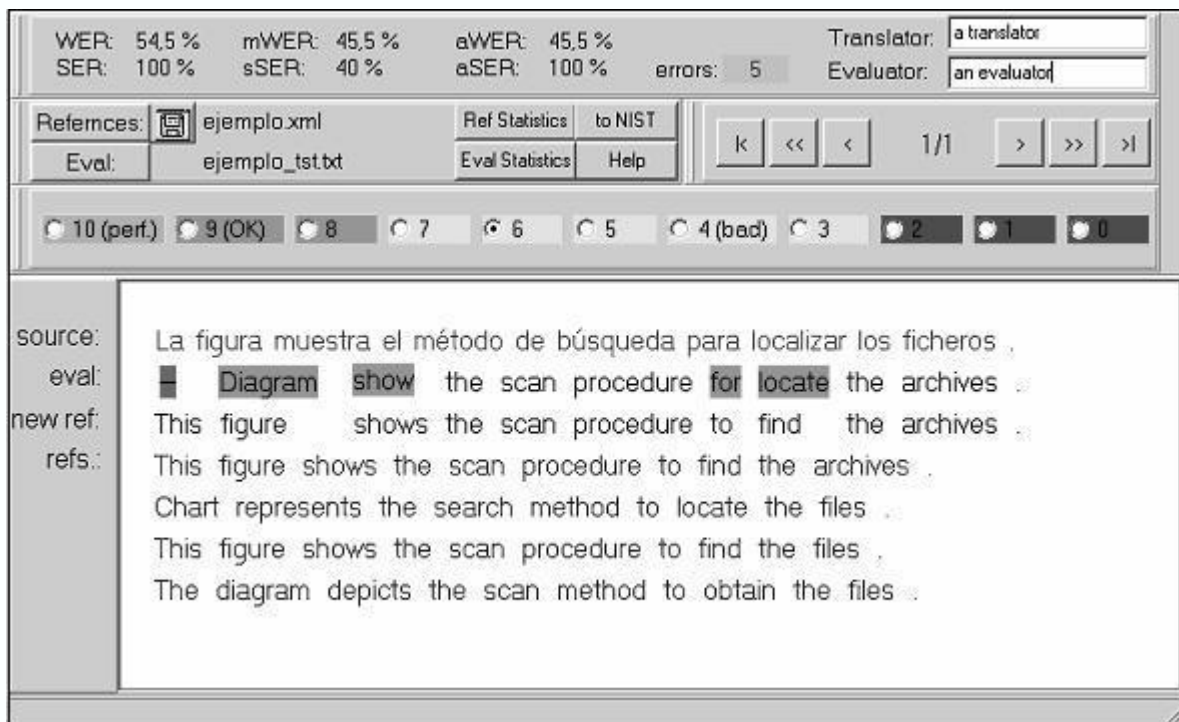 WER: 54,5 % mWER: 45,5 % aWER: 45,5 % Translator: a translator
SER: 100 % sSER: 40 % aSER: 100 % errors: 5 Evaluator: an evaluator
Refernces: ejemplo.xml Ref Statistics to NIST |< << < 1/1 > >> >|
Eval: ejemplo_tst.txt Eval Statistics Help
10 (perf.) 9 (OK) 8 7 6 5 4 (bad) 3 2 1 0
source: La figura muestra el método de búsqueda para localizar los ficheros .
eval: – Diagram show the scan procedure for locate the archives .
new ref: This figure shows the scan procedure to find the archives .
refs.: This figure shows the scan procedure to find the archives .
Chart represents the search method to locate the files .
This figure shows the scan procedure to find the files .
The diagram depicts the scan method to obtain the files .